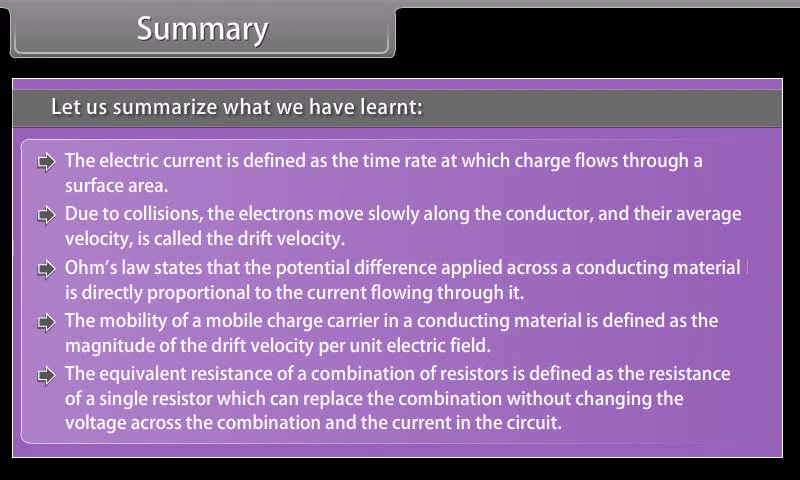 Summary
Let us summarize what we have learnt:
The electric current is defined as the time rate at which charge flows through a
surface area.
Due to collisions, the electrons move slowly along the conductor, and their average
velocity, is called the drift velocity.
Ohm's law states that the potential difference applied across a conducting material
is directly proportional to the current flowing through it.
The mobility of a mobile charge carrier in a conducting material is defined as the
magnitude of the drift velocity per unit electric field.
The equivalent resistance of a combination of resistors is defined as the resistance
of a single resistor which can replace the combination without changing the
voltage across the combination and the current in the circuit.